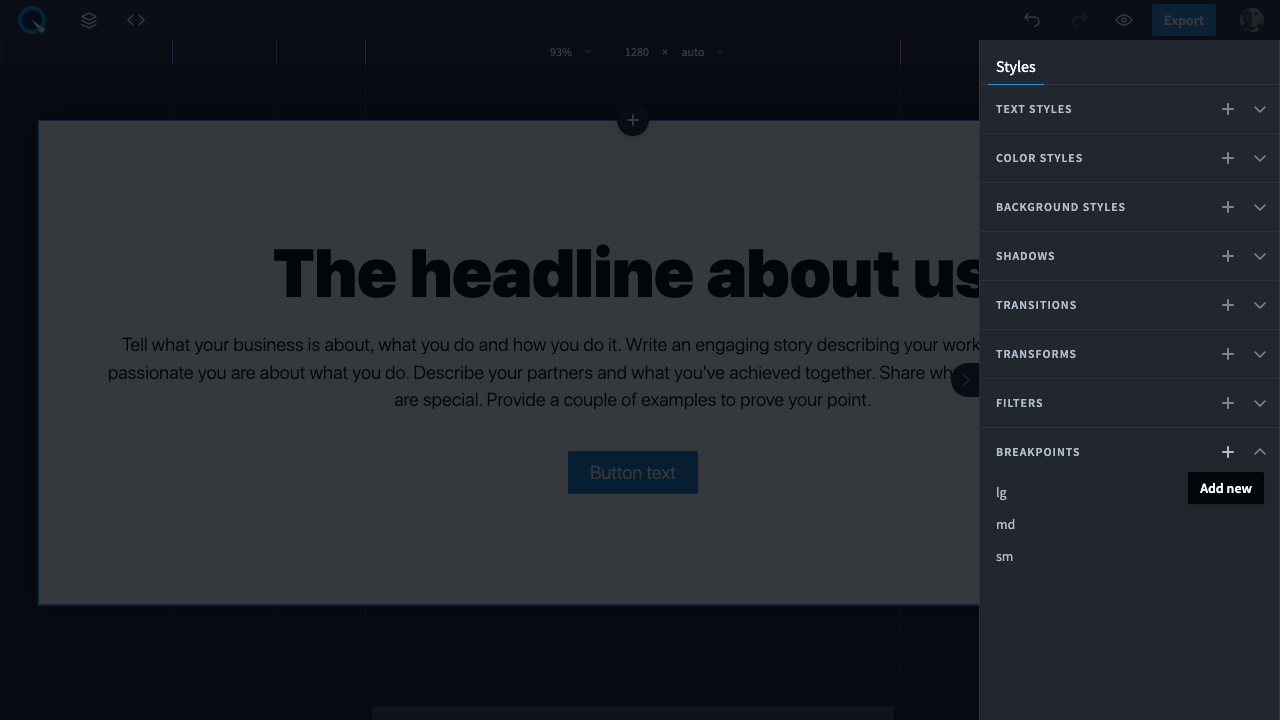 Export
93% 1280 × auto
Styles
TEXT STYLES
COLOR STYLES
BACKGROUND STYLES
SHADOWS
TRANSITIONS
TRANSFORMS
FILTERS
BREAKPOINTS
Add new
lg
md
sm
The headline about us
Tell what your business is about, what you do and how you do it. Write an engaging story describing your work
passionate you are about what you do. Describe your partners and what you've achieved together. Share
are special. Provide a couple of examples to prove your point.
Button text